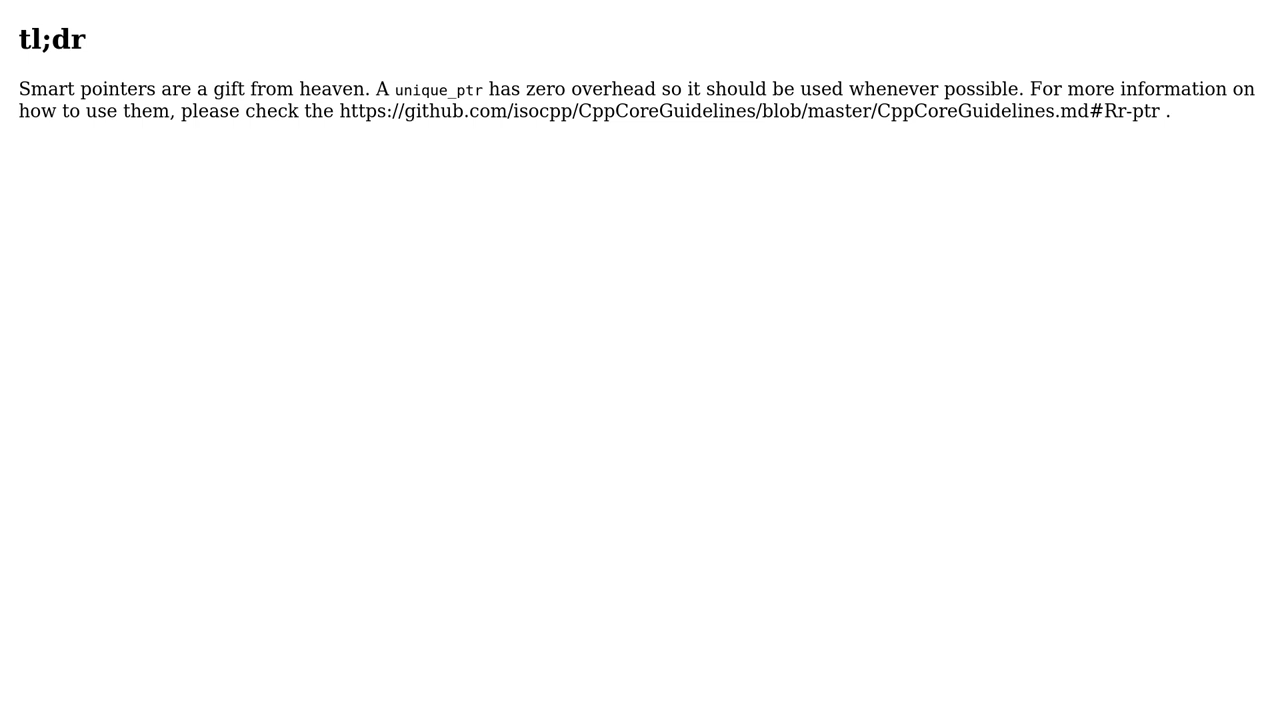 tl;dr
Smart pointers are a gift from heaven. A unique_ptr has zero overhead so it should be used whenever possible. For more information on
how to use them, please check the https://github.com/isocpp/CppCoreGuidelines/blob/master/CppCoreGuidelines.md#Rr-ptr .